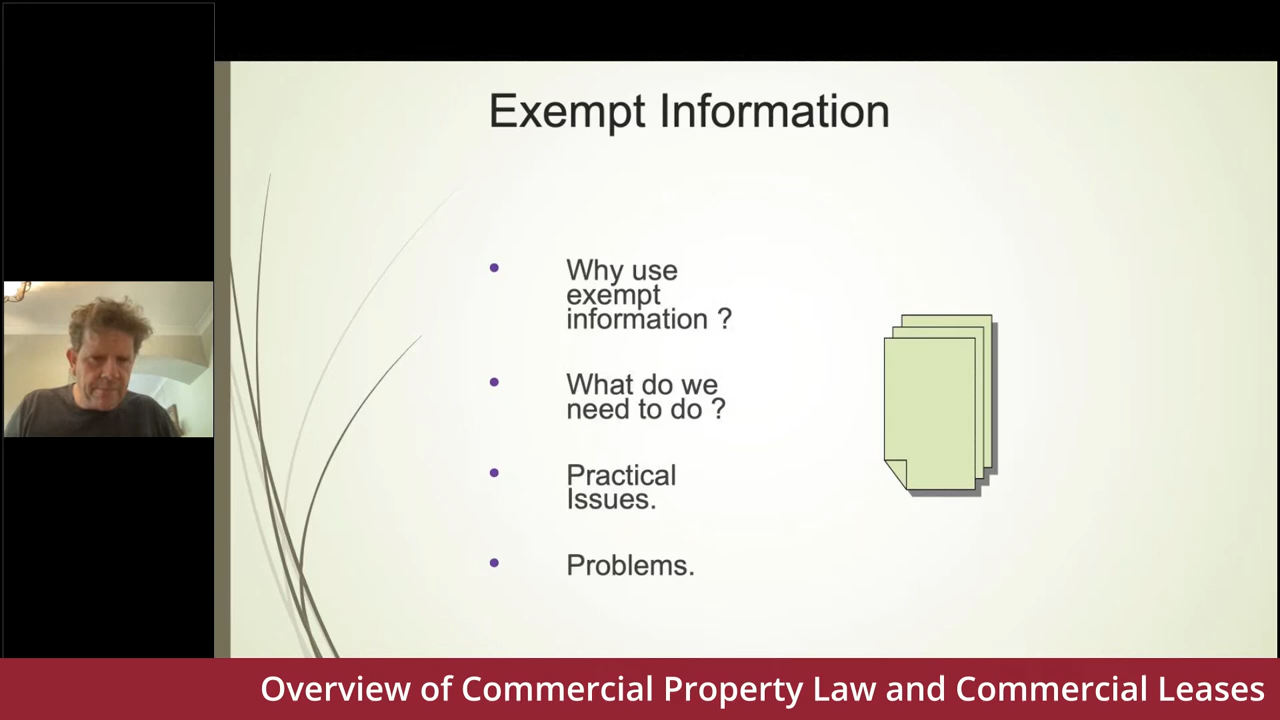 Exempt Information
• Why use
exempt
information ?
• What do we
need to do ?
• Practical
Issues.
• Problems.
Overview of Commercial Property Law and Commercial Leases